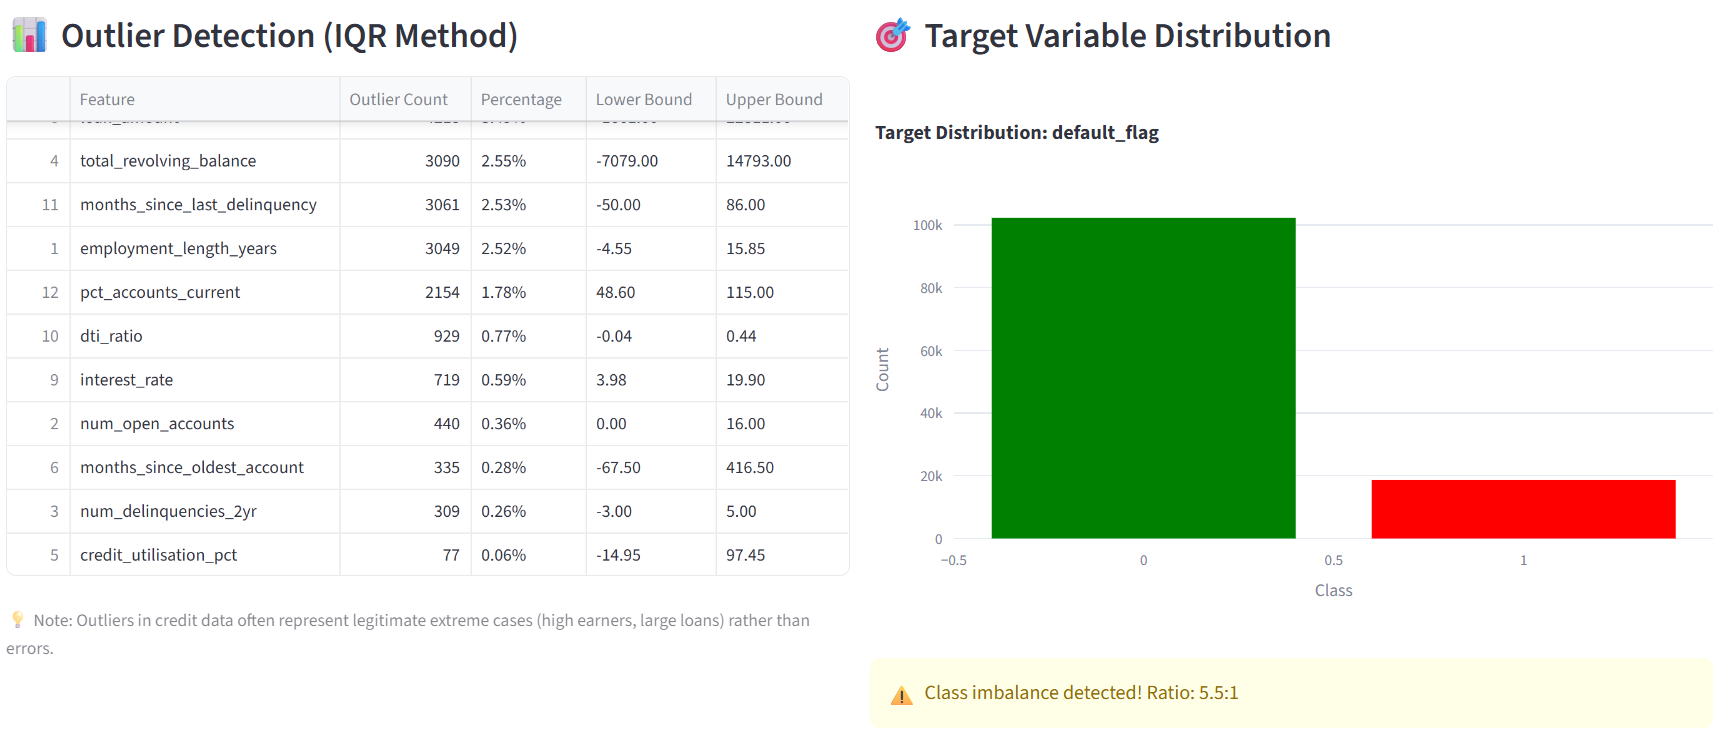 Outlier Detection (IQR Method)
Feature Outlier Count Percentage Lower Bound Upper Bound
4 total_revolving_balance 3090 2.55% -7079.00 14793.00
11 months_since_last_delinquency 3061 2.53% -50.00 86.00
1 employment_length_years 3049 2.52% -4.55 15.85
12 pct_accounts_current 2154 1.78% 48.60 115.00
10 dti_ratio 929 0.77% -0.04 0.44
9 interest_rate 719 0.59% 3.98 19.90
2 num_open_accounts 440 0.36% 0.00 16.00
6 months_since_oldest_account 335 0.28% -67.50 416.50
3 num_delinquencies_2yr 309 0.26% -3.00 5.00
5 credit_utilisation_pct 77 0.06% -14.95 97.45
Note: Outliers in credit data often represent legitimate extreme cases (high earners, large loans) rather than
errors.
Target Variable Distribution
Target Distribution: default_flag
100k
80k
60k
40k
20k
0
Count
−0.5 0 0.5 1
Class
Class imbalance detected! Ratio: 5.5:1